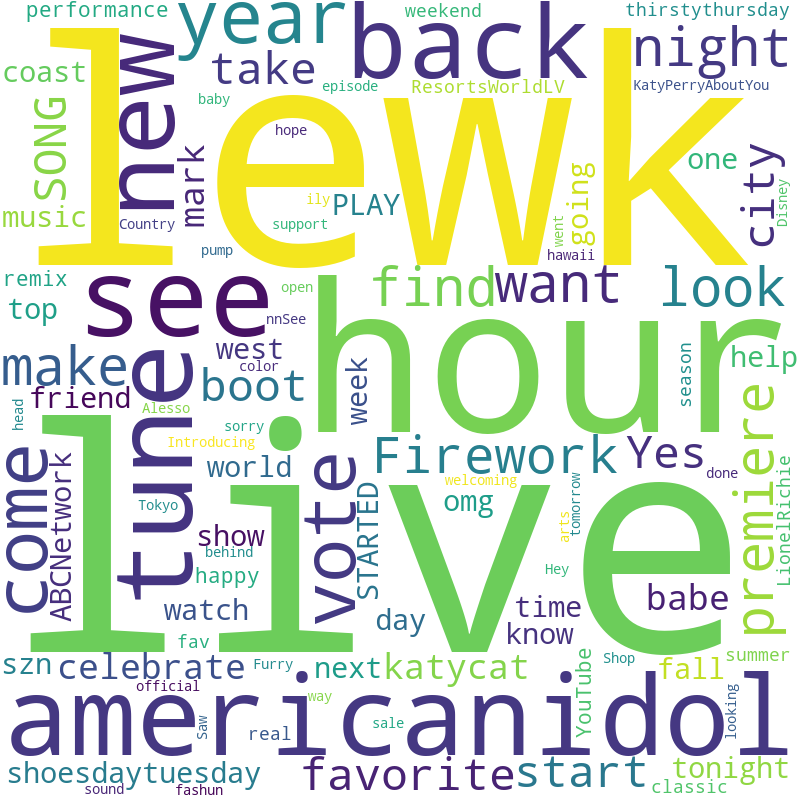 performance
year
back
weekend
thirstythursday
night
coast
new
take
lewk
baby
episode
ResortsWorldLV
KatyPerryAboutYou
SONG
hope
mark
one
city
music
Country
ily
PLAY
support
going
went
Disney
pump
hawaii
remix
see
open
find
want
look
top
nnSee
hour
make
tune
west
color
boot
week
season
help
friend
Alesso
head
sorry
Introducing
live
premiere
come
ABCNetwork
world
vote
Firework
Yes
done
welcoming
LionelRichie
Tokyo
STARTED
omg
arts
tomorrow
show
behind
happy
Hey
watch
day
time
babe
fav
know
szn
celebrate
Furry
next
katycat
YouTube
Shop
fall
summer
official
americanidol
way
Saw
real
sale
looking
shoesdaytuesday
favorite
start
tonight
sound
fashun
classic